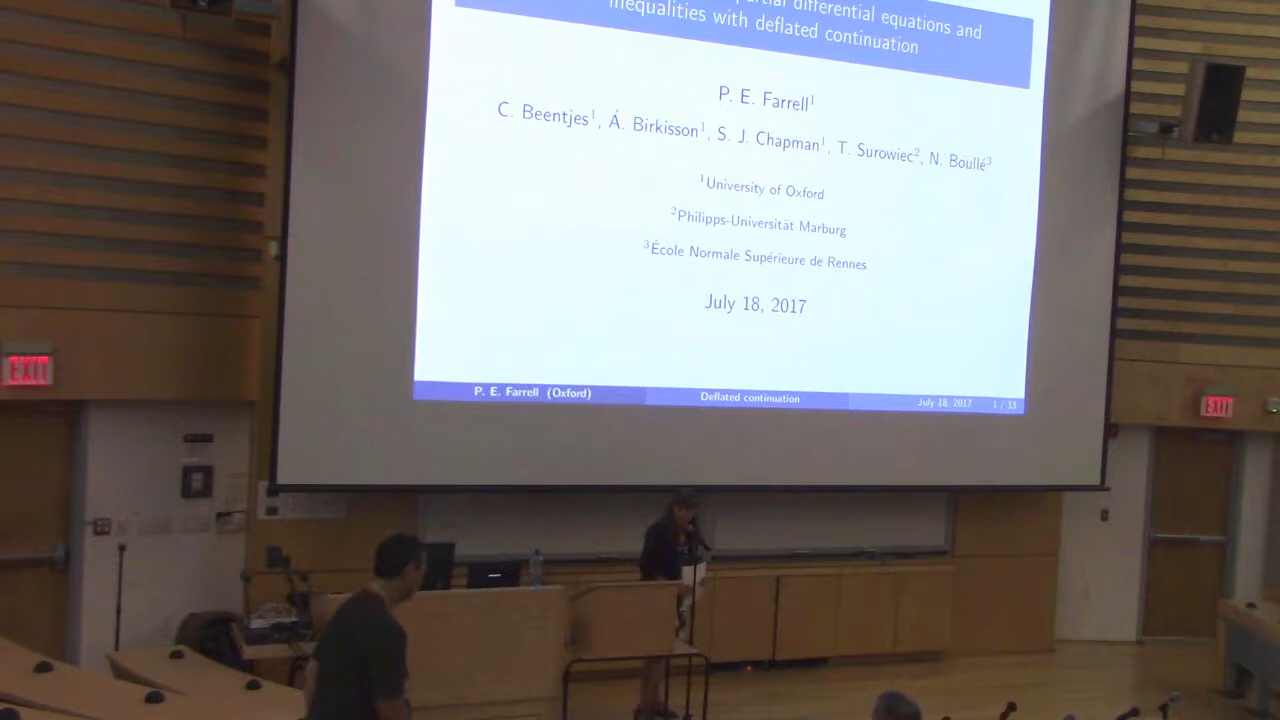 partial differential equations and
inequalities with deflated continuation
P. E. Farrell¹
C. Beentjes¹, Á. Birkisson¹, S. J. Chapman¹, T. Surowiec², N. Boullé³
¹University of Oxford
²Philipps-Universität Marburg
³École Normale Supérieure de Rennes
July 18, 2017
P. E. Farrell (Oxford) Deflated continuation July 18, 2017 1 / 33
EXIT
EXIT